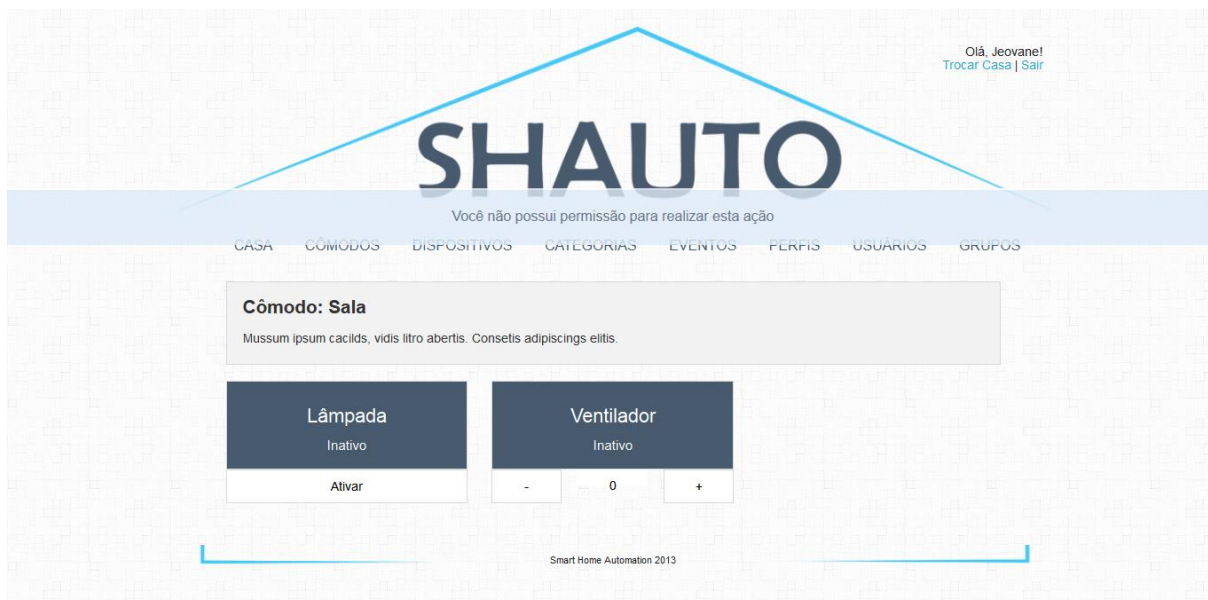 Olá, Jeovane!
Trocar Casa | Sair
SHAUTO
Você não possui permissão para realizar esta ação
CASA CÔMODOS DISPOSITIVOS CATEGORIAS EVENTOS PERFIS USUÁRIOS GRUPOS
Cômodo: Sala
Mussum ipsum cacilds, vidis litro abertis. Consetis adipiscings elitis.
Lâmpada
Inativo
Ativar
Ventilador
Inativo
- 0 +
Smart Home Automation 2013